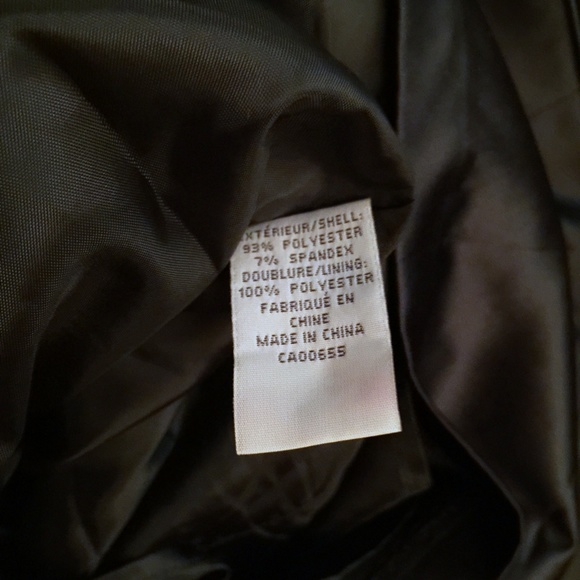 EXTÉRIEUR/SHELL:
93% POLYESTER
7% SPANDEX
DOUBLURE/LINING:
100% POLYESTER
FABRIQUÉ EN
CHINE
MADE IN CHINA
CA00655